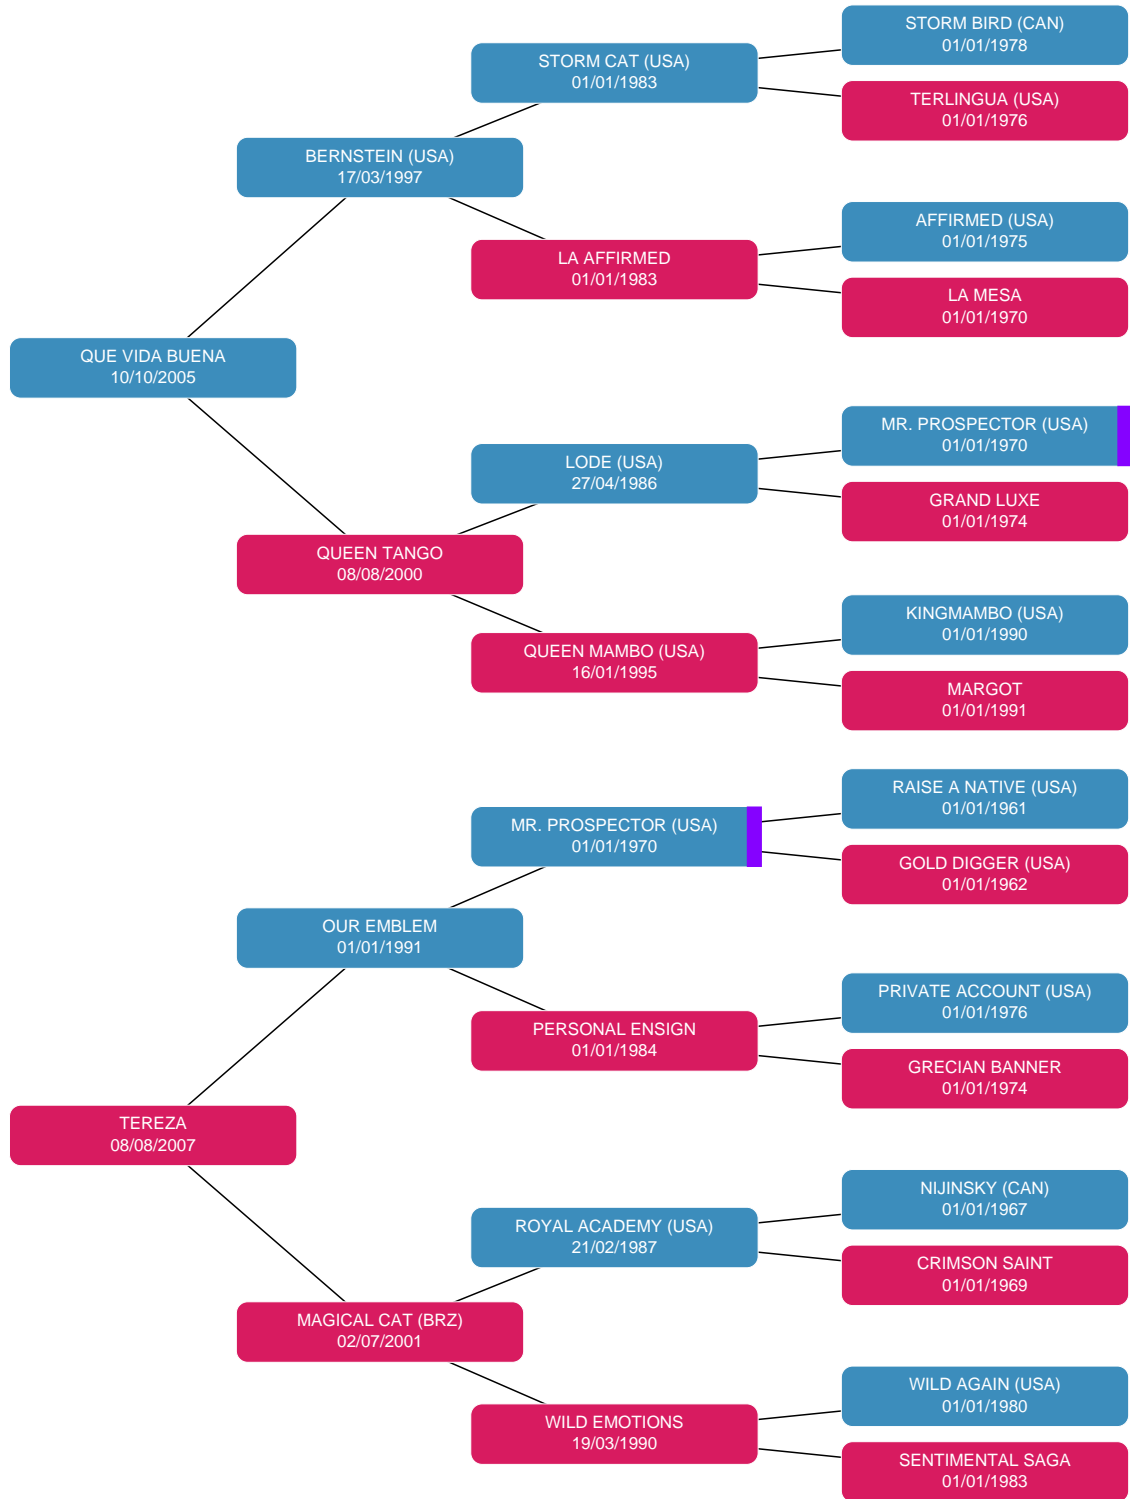 STORM BIRD (CAN)
01/01/1978
STORM CAT (USA)
01/01/1983
TERLINGUA (USA)
01/01/1976
BERNSTEIN (USA)
17/03/1997
AFFIRMED (USA)
01/01/1975
LA AFFIRMED
01/01/1983
LA MESA
01/01/1970
QUE VIDA BUENA
10/10/2005
MR. PROSPECTOR (USA)
01/01/1970
LODE (USA)
27/04/1986
GRAND LUXE
01/01/1974
QUEEN TANGO
08/08/2000
KINGMAMBO (USA)
01/01/1990
QUEEN MAMBO (USA)
16/01/1995
MARGOT
01/01/1991
RAISE A NATIVE (USA)
01/01/1961
MR. PROSPECTOR (USA)
01/01/1970
GOLD DIGGER (USA)
01/01/1962
OUR EMBLEM
01/01/1991
PRIVATE ACCOUNT (USA)
01/01/1976
PERSONAL ENSIGN
01/01/1984
GRECIAN BANNER
01/01/1974
TEREZA
08/08/2007
NIJINSKY (CAN)
01/01/1967
ROYAL ACADEMY (USA)
21/02/1987
CRIMSON SAINT
01/01/1969
MAGICAL CAT (BRZ)
02/07/2001
WILD AGAIN (USA)
01/01/1980
WILD EMOTIONS
19/03/1990
SENTIMENTAL SAGA
01/01/1983